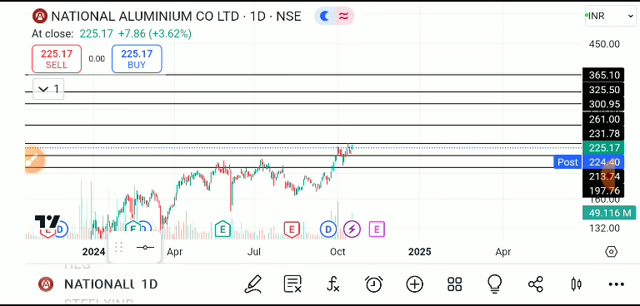 NATIONAL ALUMINIUM CO LTD · 1D · NSE
INR
At close: 225.17 +7.86 (+3.62%)
225.17
SELL
0.00
225.17
BUY
1
450.00
365.10
325.50
300.95
261.00
231.78
225.17
Post 224.40
213.74
197.76
160.00
49.116 M
132.00
E D E D E E D E
2024 Apr Jul Oct 2025 Apr
NATIONALL 1D